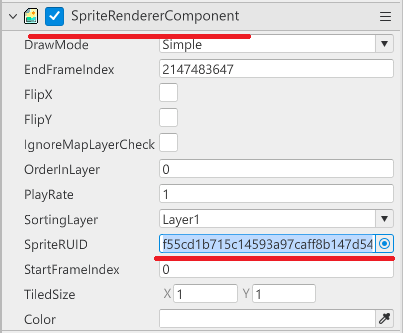 SpriteRendererComponent
DrawMode Simple
EndFrameIndex 2147483647
FlipX
FlipY
IgnoreMapLayerCheck
OrderInLayer 0
PlayRate 1
SortingLayer Layer1
SpriteRUID f55cd1b715c14593a97caff8b147d54
StartFrameIndex 0
TiledSize X 1 Y 1
Color